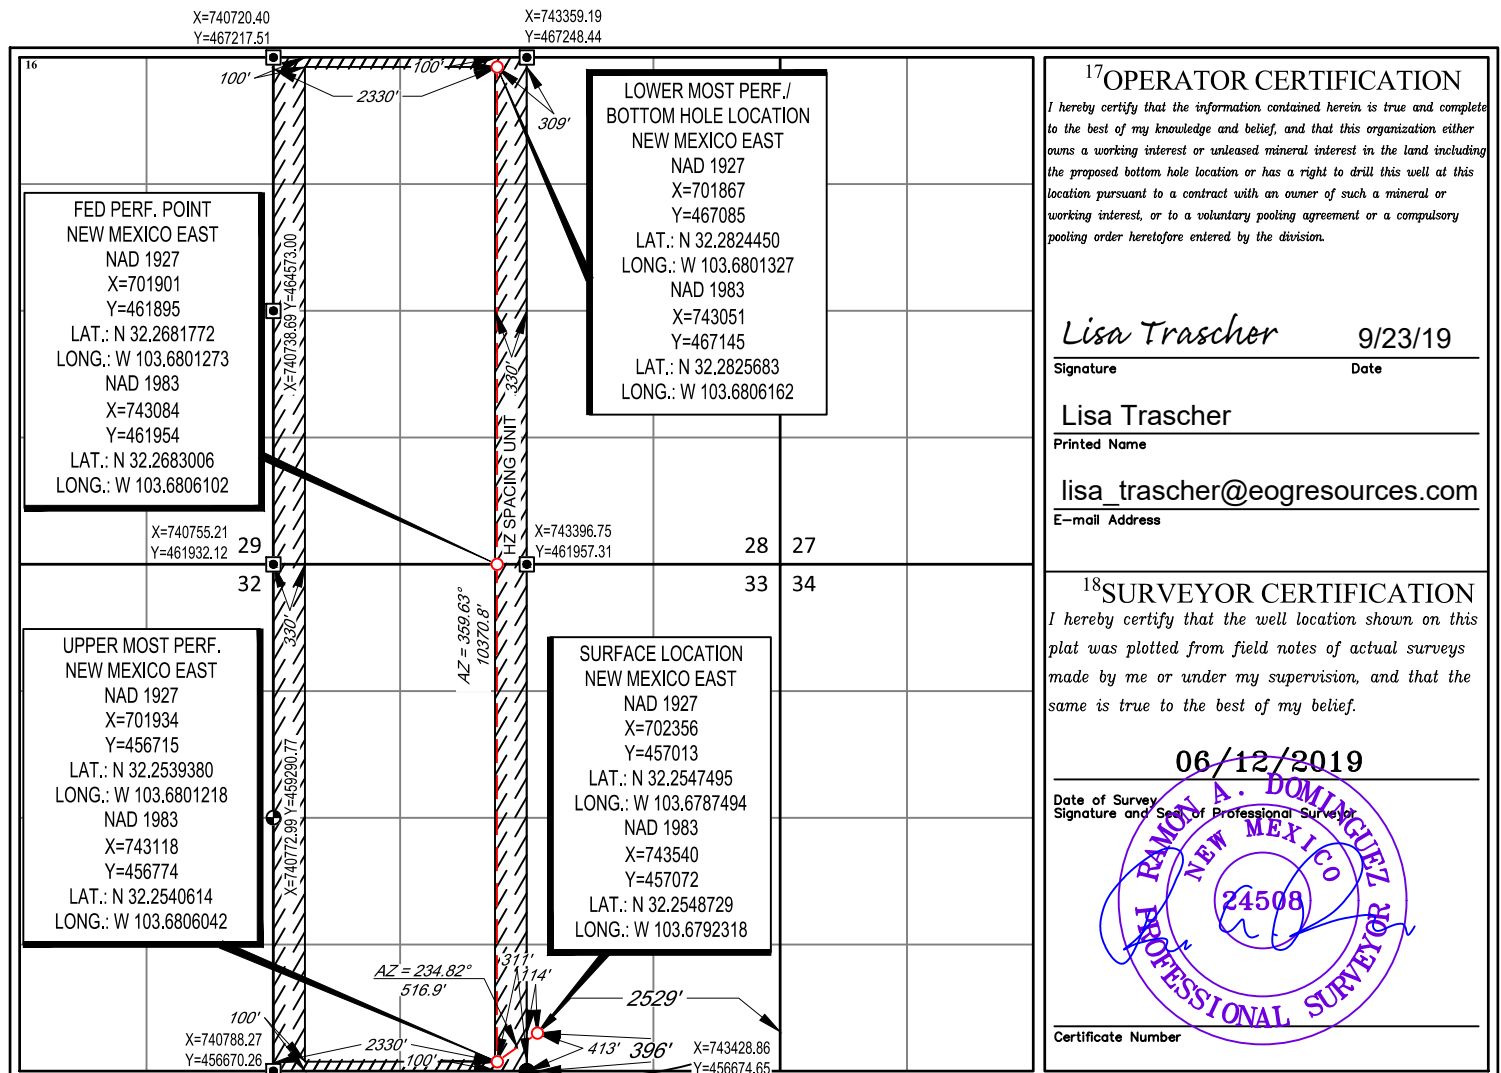 X=740720.40
Y=467217.51
X=743359.19
Y=467248.44
16
100'
2330'
100'
309'
LOWER MOST PERF./
BOTTOM HOLE LOCATION
NEW MEXICO EAST
NAD 1927
X=701867
Y=467085
LAT.: N 32.2824450
LONG.: W 103.6801327
NAD 1983
X=743051
Y=467145
LAT.: N 32.2825683
LONG.: W 103.6806162
FED PERF. POINT
NEW MEXICO EAST
NAD 1927
X=701901
Y=461895
LAT.: N 32.2681772
LONG.: W 103.6801273
NAD 1983
X=743084
Y=461954
LAT.: N 32.2683006
LONG.: W 103.6806102
X=740738.69 Y=464573.00
330'
HZ SPACING UNIT
X=740755.21
Y=461932.12
29
X=743396.75
Y=461957.31
28 27
32
33 34
330'
AZ = 359.63°
10370.8'
UPPER MOST PERF.
NEW MEXICO EAST
NAD 1927
X=701934
Y=456715
LAT.: N 32.2539380
LONG.: W 103.6801218
NAD 1983
X=743118
Y=456774
LAT.: N 32.2540614
LONG.: W 103.6806042
X=740772.99 Y=459290.77
SURFACE LOCATION
NEW MEXICO EAST
NAD 1927
X=702356
Y=457013
LAT.: N 32.2547495
LONG.: W 103.6787494
NAD 1983
X=743540
Y=457072
LAT.: N 32.2548729
LONG.: W 103.6792318
AZ = 234.82°
516.9'
311'
114'
2529'
100'
X=740788.27
Y=456670.26
2330'
100'
413' 396'
X=743428.86
Y=456674.65
17 OPERATOR CERTIFICATION
I hereby certify that the information contained herein is true and complete
to the best of my knowledge and belief, and that this organization either
owns a working interest or unleased mineral interest in the land including
the proposed bottom hole location or has a right to drill this well at this
location pursuant to a contract with an owner of such a mineral or
working interest, or to a voluntary pooling agreement or a compulsory
pooling order heretofore entered by the division.
Lisa Trascher 9/23/19
Signature Date
Lisa Trascher
Printed Name
lisa_trascher@eogresources.com
E-mail Address
18 SURVEYOR CERTIFICATION
I hereby certify that the well location shown on this
plat was plotted from field notes of actual surveys
made by me or under my supervision, and that the
same is true to the best of my belief.
06/12/2019
Date of Survey
Signature and Seal of Professional Surveyor
RAMON A. DOMINGUEZ
NEW MEXICO
24508
PROFESSIONAL SURVEYOR
Certificate Number